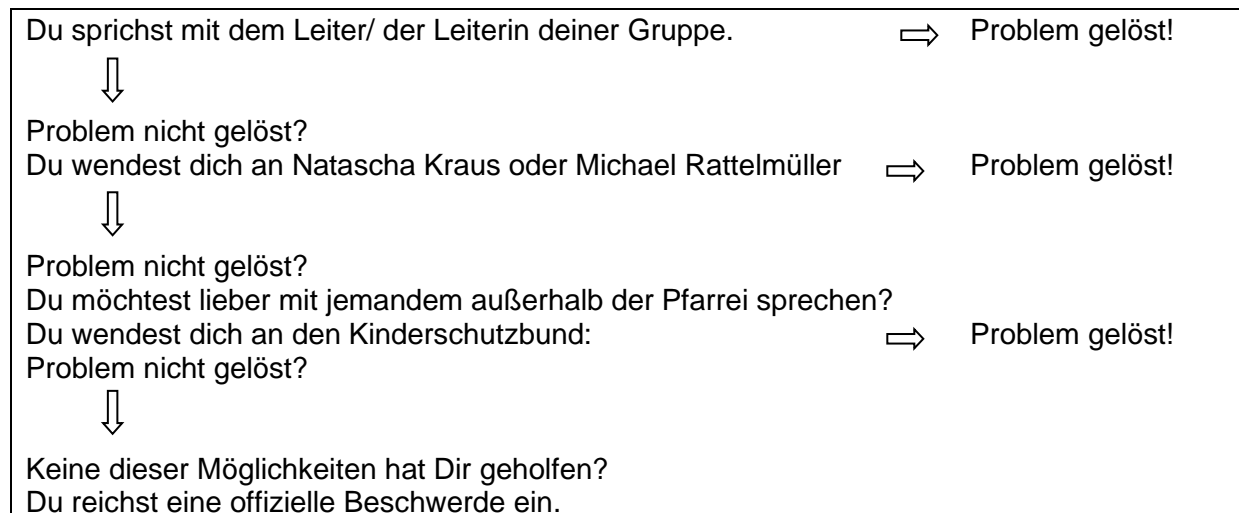 Du sprichst mit dem Leiter/ der Leiterin deiner Gruppe. ⇨ Problem gelöst!
⇩
Problem nicht gelöst?
Du wendest dich an Natascha Kraus oder Michael Rattelmüller ⇨ Problem gelöst!
⇩
Problem nicht gelöst?
Du möchtest lieber mit jemandem außerhalb der Pfarrei sprechen?
Du wendest dich an den Kinderschutzbund: ⇨ Problem gelöst!
Problem nicht gelöst?
⇩
Keine dieser Möglichkeiten hat Dir geholfen?
Du reichst eine offizielle Beschwerde ein.